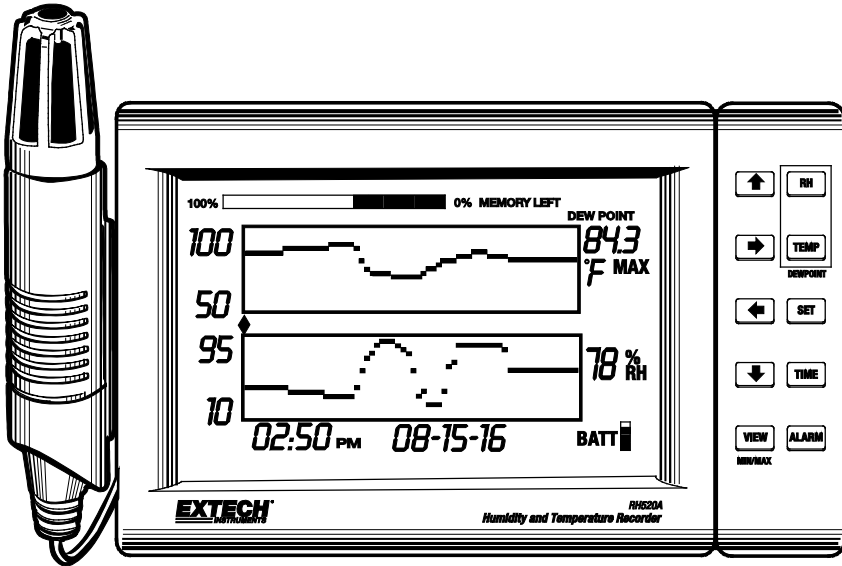 100% 0% MEMORY LEFT
DEW POINT
100 84.3
°F MAX
50
95
78 % RH
10
02:50 PM 08-15-16 BATT
EXTECH
INSTRUMENTS
RH520A
Humidity and Temperature Recorder
RH
TEMP
DEWPOINT
SET
TIME
VIEW ALARM
MIN/MAX